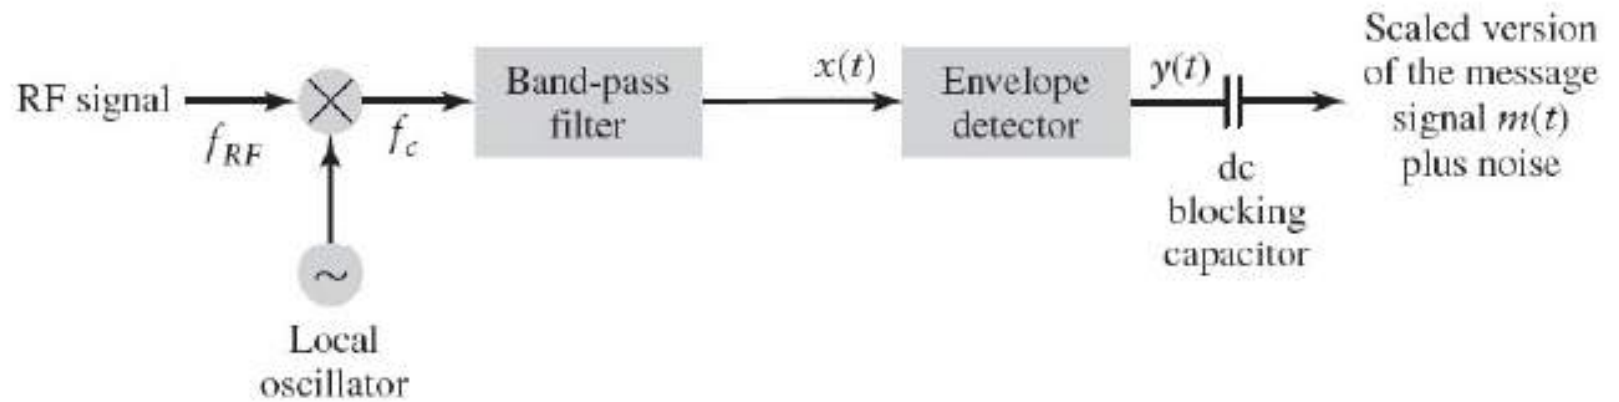 RF signal
f_RF
f_c
Local
oscillator
Band-pass
filter
x(t)
Envelope
detector
y(t)
dc
blocking
capacitor
Scaled version
of the message
signal m(t)
plus noise